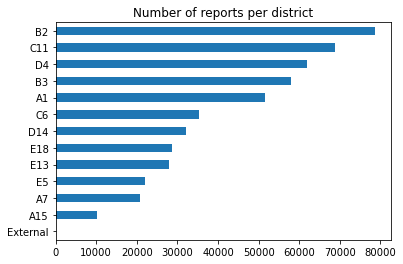 Number of reports per district
B2
C11
D4
B3
A1
C6
D14
E18
E13
E5
A7
A15
External
0 10000 20000 30000 40000 50000 60000 70000 80000